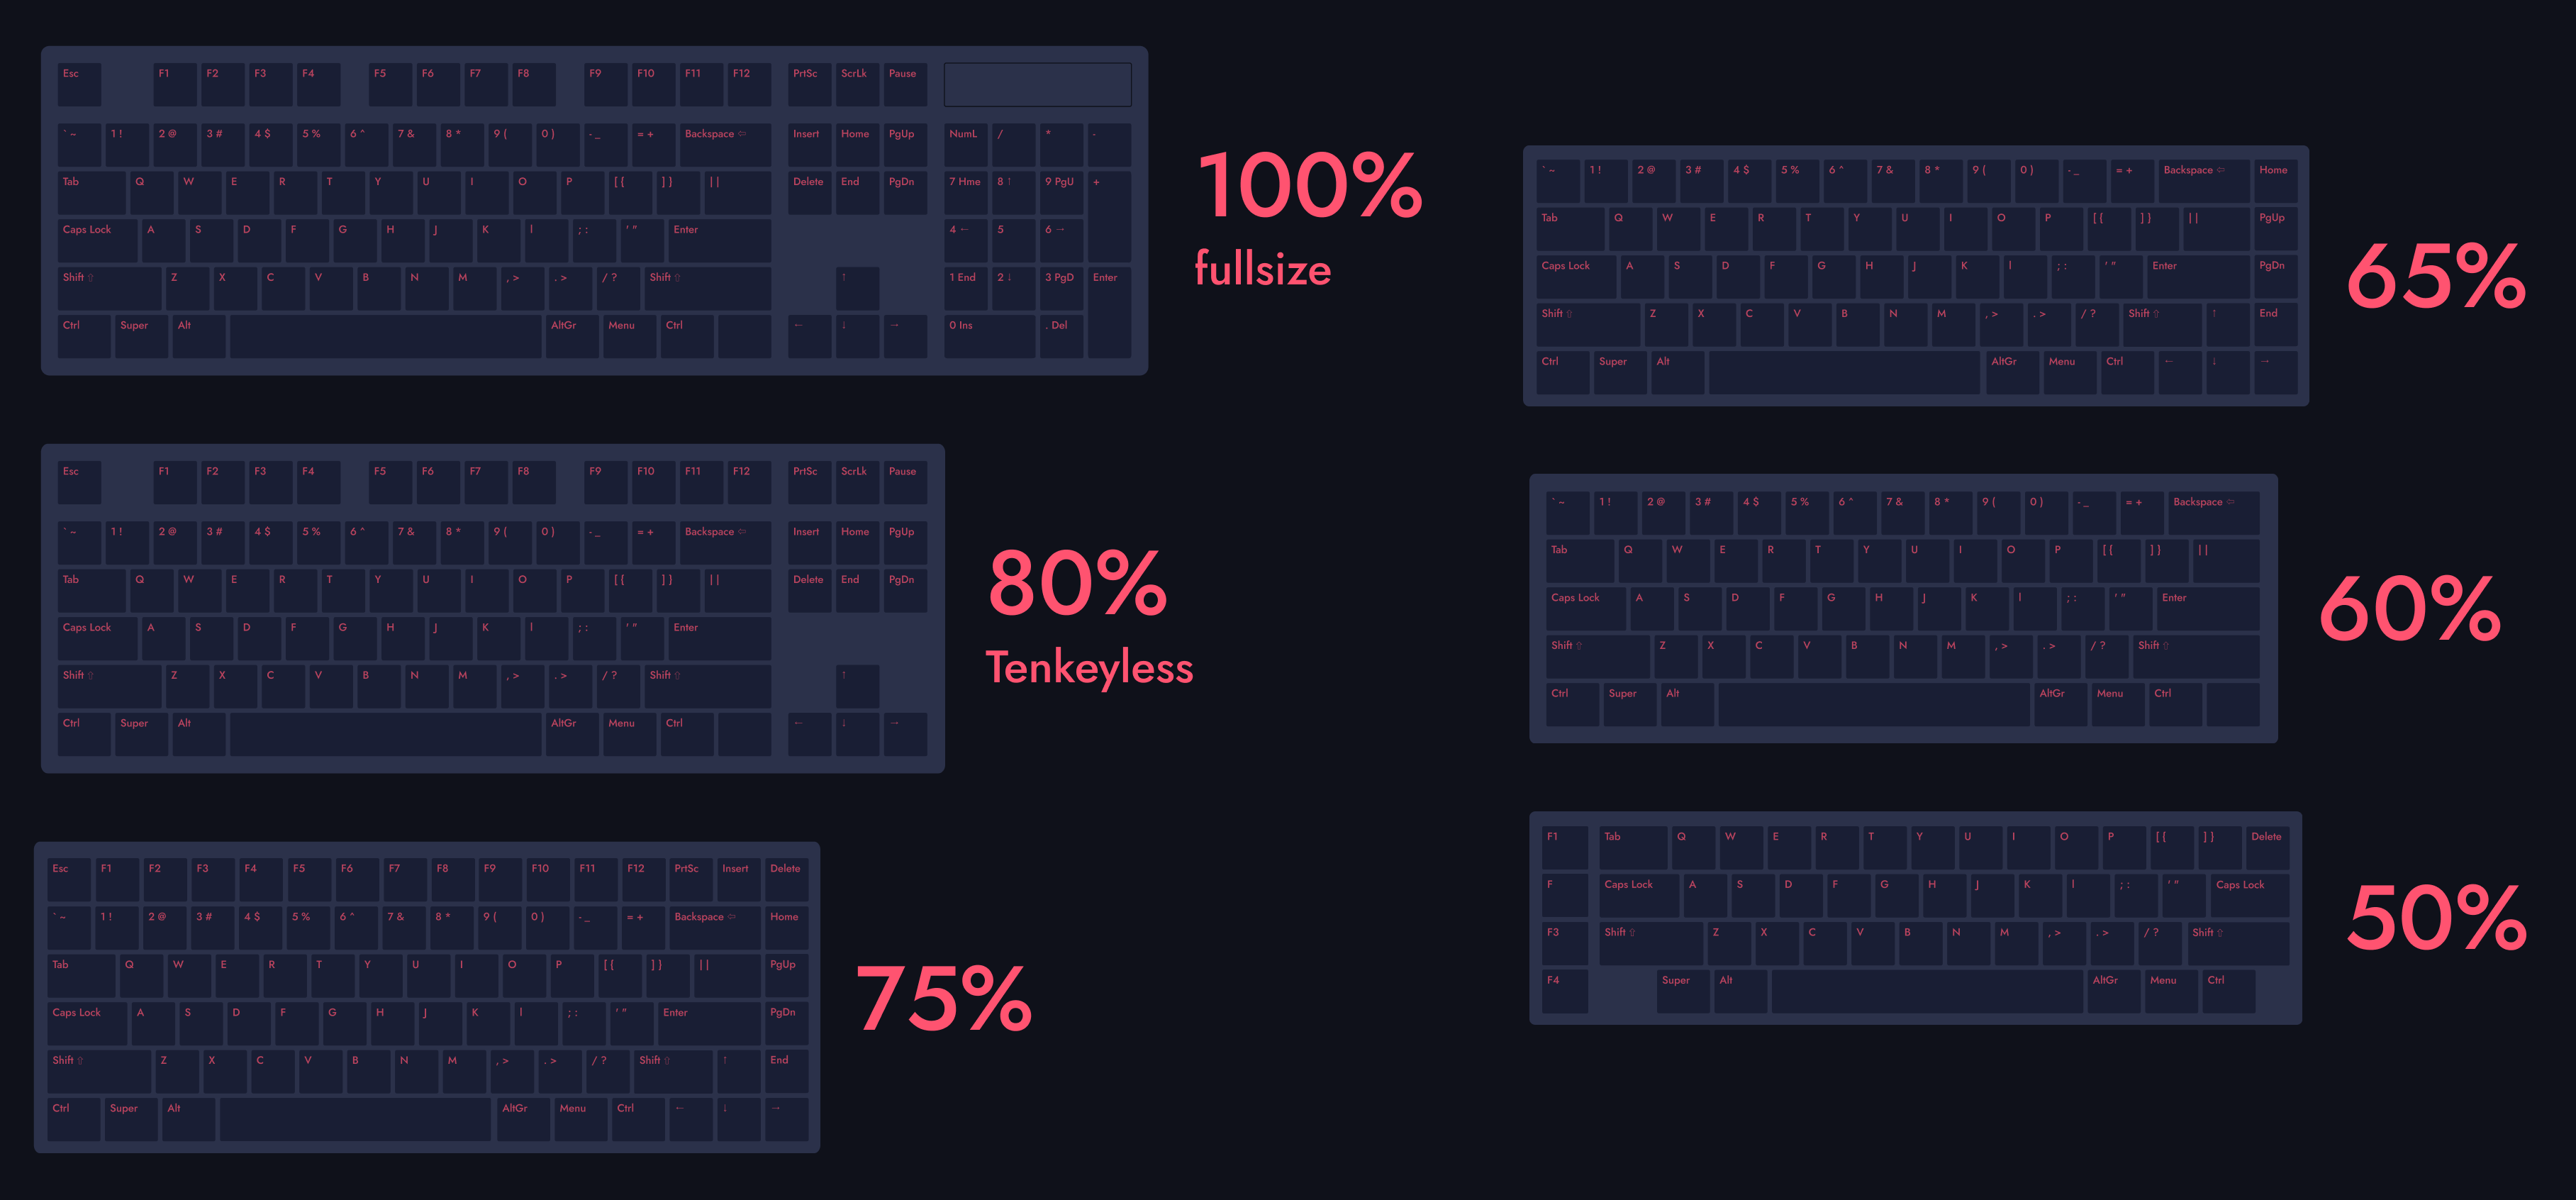 Esc F1 F2 F3 F4 F5 F6 F7 F8 F9 F10 F11 F12 PrtSc ScrLk Pause
` ~ 1 ! 2 @ 3 # 4 $ 5 % 6 ^ 7 & 8 * 9 ( 0 ) - _ = + Backspace ⇦ Insert Home PgUp NumL / * -
Tab Q W E R T Y U I O P [ { ] } | | Delete End PgDn 7 Hme 8 ↑ 9 PgU +
Caps Lock A S D F G H J K l ; : ' " Enter 4 ← 5 6 →
Shift ⇧ Z X C V B N M , > . > / ? Shift ⇧ ↑ 1 End 2 ↓ 3 PgD Enter
Ctrl Super Alt AltGr Menu Ctrl ← ↓ → 0 Ins . Del
100%
fullsize
Esc F1 F2 F3 F4 F5 F6 F7 F8 F9 F10 F11 F12 PrtSc ScrLk Pause
` ~ 1 ! 2 @ 3 # 4 $ 5 % 6 ^ 7 & 8 * 9 ( 0 ) - _ = + Backspace ⇦ Insert Home PgUp
Tab Q W E R T Y U I O P [ { ] } | | Delete End PgDn
Caps Lock A S D F G H J K l ; : ' " Enter
Shift ⇧ Z X C V B N M , > . > / ? Shift ⇧ ↑
Ctrl Super Alt AltGr Menu Ctrl ← ↓ →
80%
Tenkeyless
Esc F1 F2 F3 F4 F5 F6 F7 F8 F9 F10 F11 F12 PrtSc Insert Delete
` ~ 1 ! 2 @ 3 # 4 $ 5 % 6 ^ 7 & 8 * 9 ( 0 ) - _ = + Backspace ⇦ Home
Tab Q W E R T Y U I O P [ { ] } | | PgUp
Caps Lock A S D F G H J K l ; : ' " Enter PgDn
Shift ⇧ Z X C V B N M , > . > / ? Shift ⇧ ↑ End
Ctrl Super Alt AltGr Menu Ctrl ← ↓ →
75%
` ~ 1 ! 2 @ 3 # 4 $ 5 % 6 ^ 7 & 8 * 9 ( 0 ) - _ = + Backspace ⇦ Home
Tab Q W E R T Y U I O P [ { ] } | | PgUp
Caps Lock A S D F G H J K l ; : ' " Enter PgDn
Shift ⇧ Z X C V B N M , > . > / ? Shift ⇧ ↑ End
Ctrl Super Alt AltGr Menu Ctrl ← ↓ →
65%
` ~ 1 ! 2 @ 3 # 4 $ 5 % 6 ^ 7 & 8 * 9 ( 0 ) - _ = + Backspace ⇦
Tab Q W E R T Y U I O P [ { ] } | |
Caps Lock A S D F G H J K l ; : ' " Enter
Shift ⇧ Z X C V B N M , > . > / ? Shift ⇧
Ctrl Super Alt AltGr Menu Ctrl
60%
F1 Tab Q W E R T Y U I O P [ { ] } Delete
F Caps Lock A S D F G H J K l ; : ' " Caps Lock
F3 Shift ⇧ Z X C V B N M , > . > / ? Shift ⇧
F4 Super Alt AltGr Menu Ctrl
50%